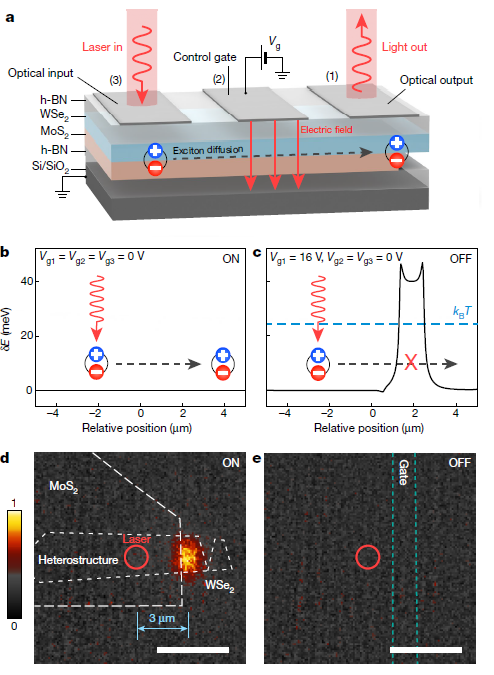 a
Laser in
Control gate
Vg
Light out
Optical input
(3)
(2)
(1)
Optical output
h-BN
WSe2
MoS2
h-BN
Si/SiO2
Electric field
Exciton diffusion
b
Vg1 = Vg2 = Vg3 = 0 V
ON
δE (meV)
40
20
0
−4
−2
0
2
4
Relative position (μm)
c
Vg1 = 16 V, Vg2 = Vg3 = 0 V
OFF
kBT
X
−4
−2
0
2
4
Relative position (μm)
d
ON
MoS2
Laser
Heterostructure
WSe2
3 μm
1
0
e
Gate
OFF